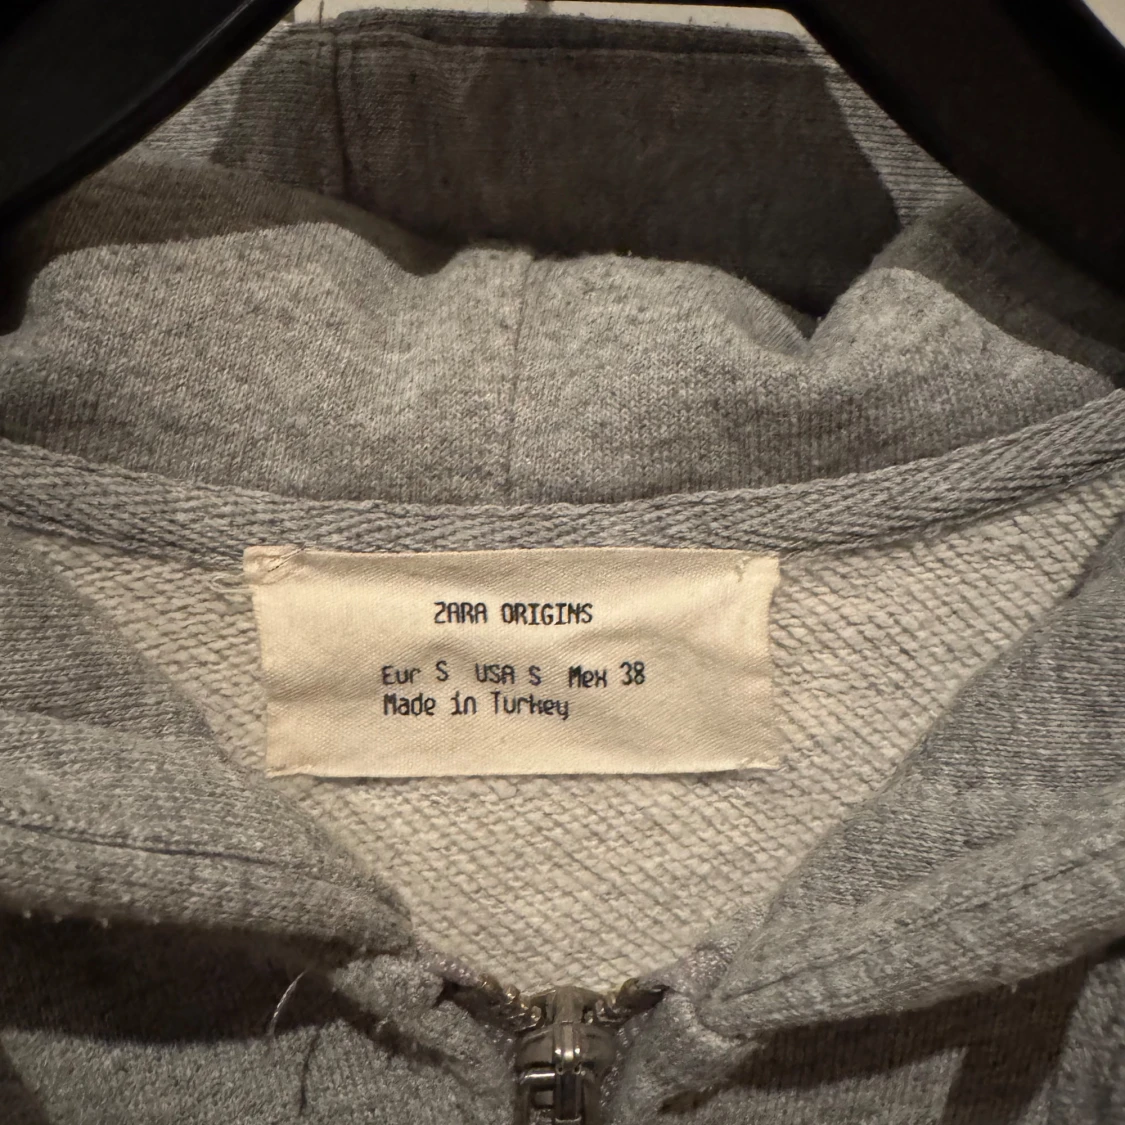 ZARA ORIGINS
Eur S USA S Mex 38
Made in Turkey